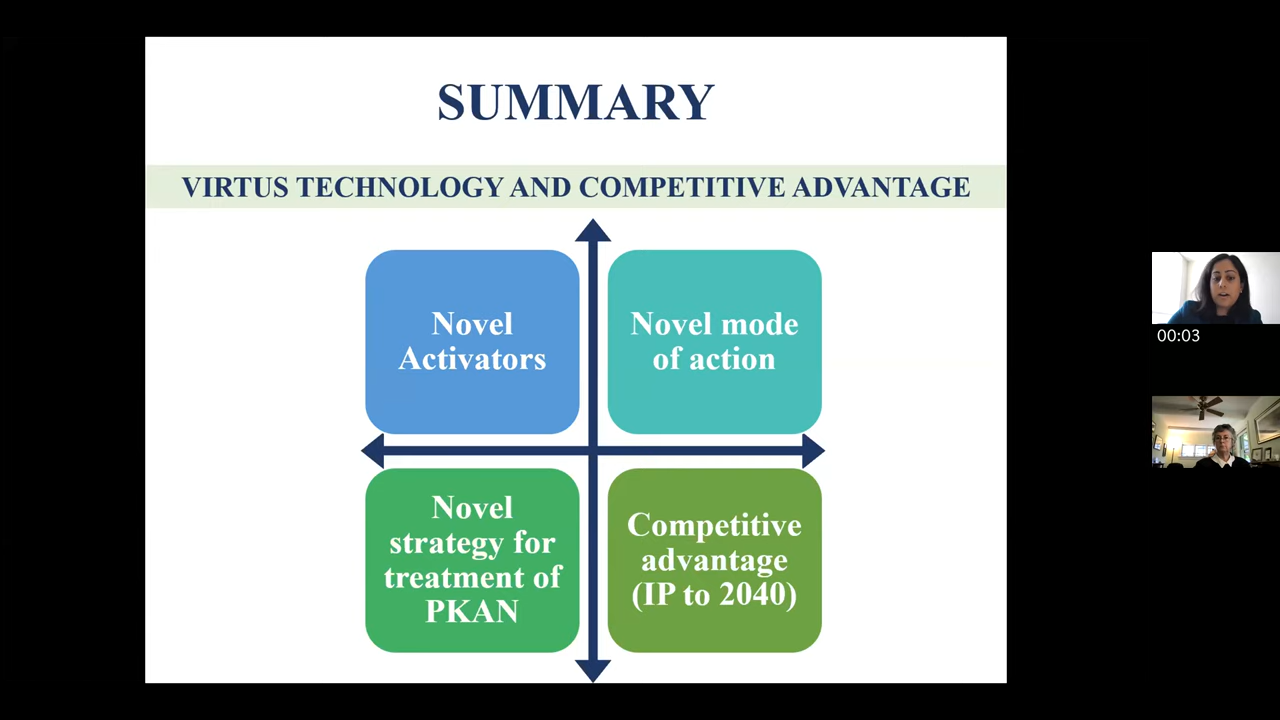 SUMMARY
VIRTUS TECHNOLOGY AND COMPETITIVE ADVANTAGE
Novel
Activators
Novel mode
of action
Novel
strategy for
treatment of
PKAN
Competitive
advantage
(IP to 2040)
00:03